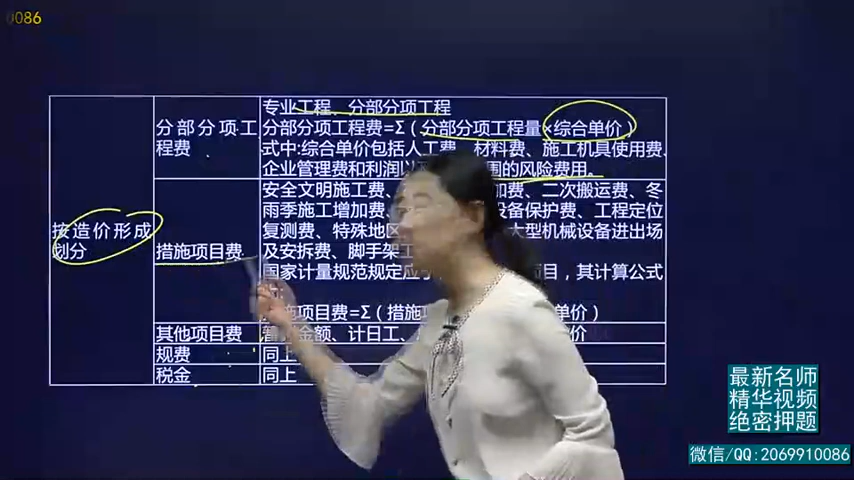 0086
专业工程、分部分项工程
分部分项工
程费
分部分项工程费=Σ（分部分项工程量×综合单价）
式中:综合单价包括人工费、材料费、施工机具使用费、
企业管理费和利润以 围的风险费用。
按造价形成
划分
措施项目费
安全文明施工费、 加费、二次搬运费、冬
雨季施工增加费、 设备保护费、工程定位
复测费、特殊地区 大型机械设备进出场
及安拆费、脚手架工
国家计量规范规定应予 项目，其计算公式
施项目费=Σ（措施项 单价）
其他项目费
金额、计日工、 价
规费
同上
税金
同上
最新名师
精华视频
绝密押题
微信/QQ:2069910086